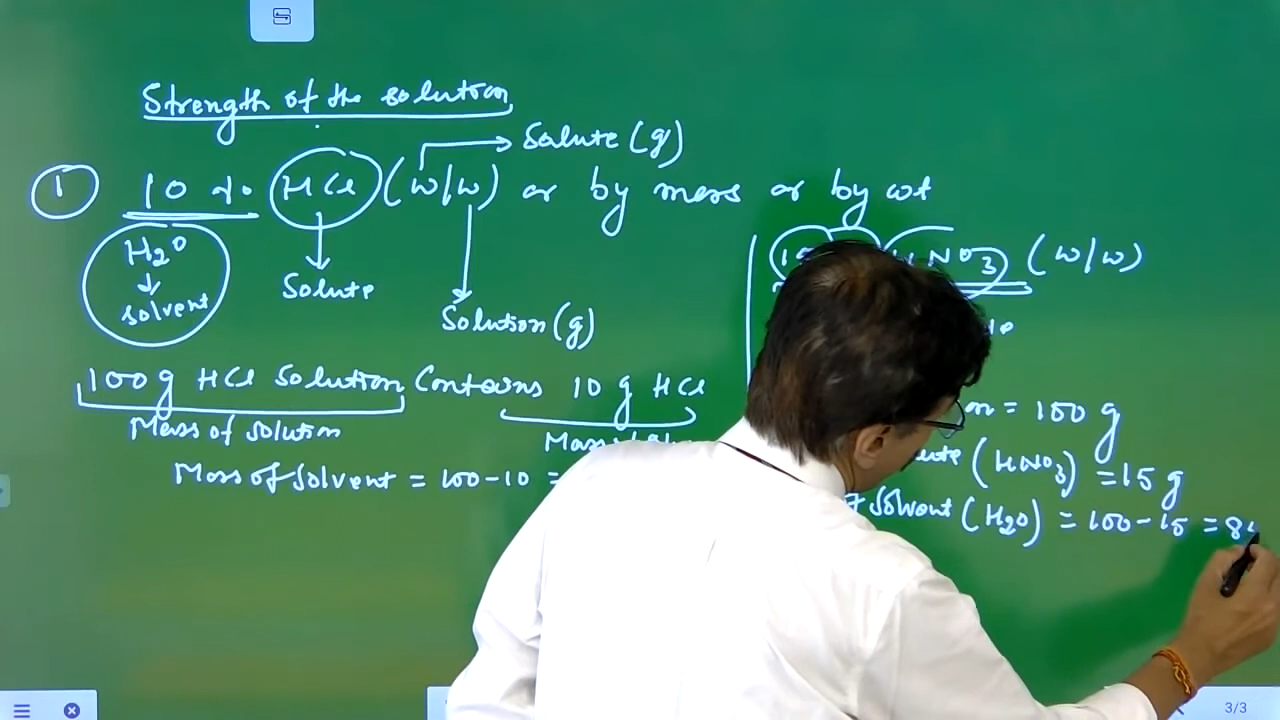 Strength of the solution
Solute (g)
1 10 % HCl (W/W) or by mass or by wt
H2O
solvent
Solute
Solution (g)
100 g HCl Solution Contains 10 g HCl
Mass of solution
Mass of solvent = 100-10 =
HNO3 (W/W)
= 100 g
(HNO3) = 15 g
Solvent (H2O) = 100-15 = 8
3/3